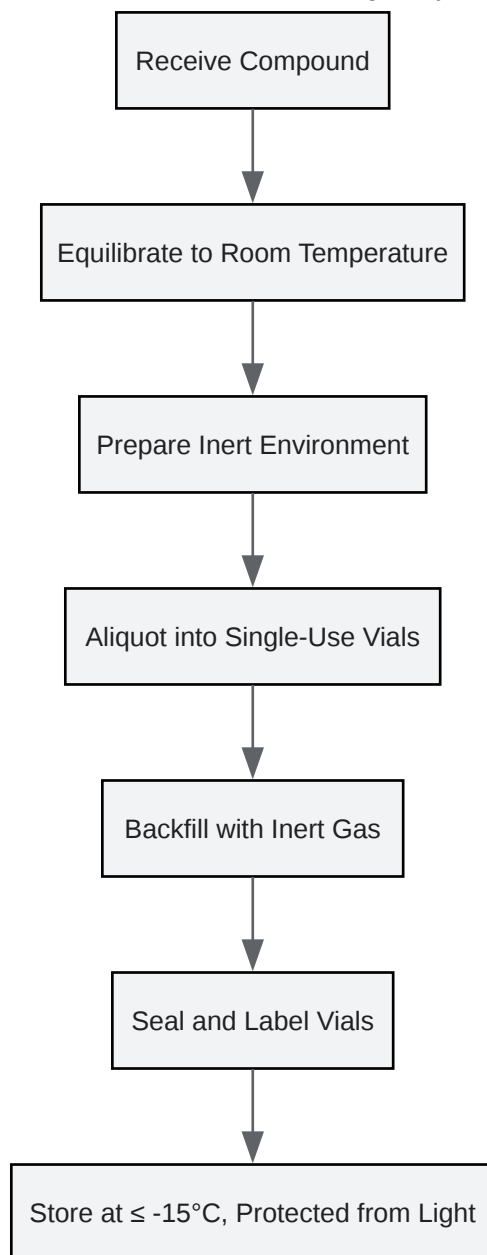 Receive Compound
Equilibrate to Room Temperature
Prepare Inert Environment
Aliquot into Single-Use Vials
Backfill with Inert Gas
Seal and Label Vials
Store at ≤ -15°C, Protected from Light